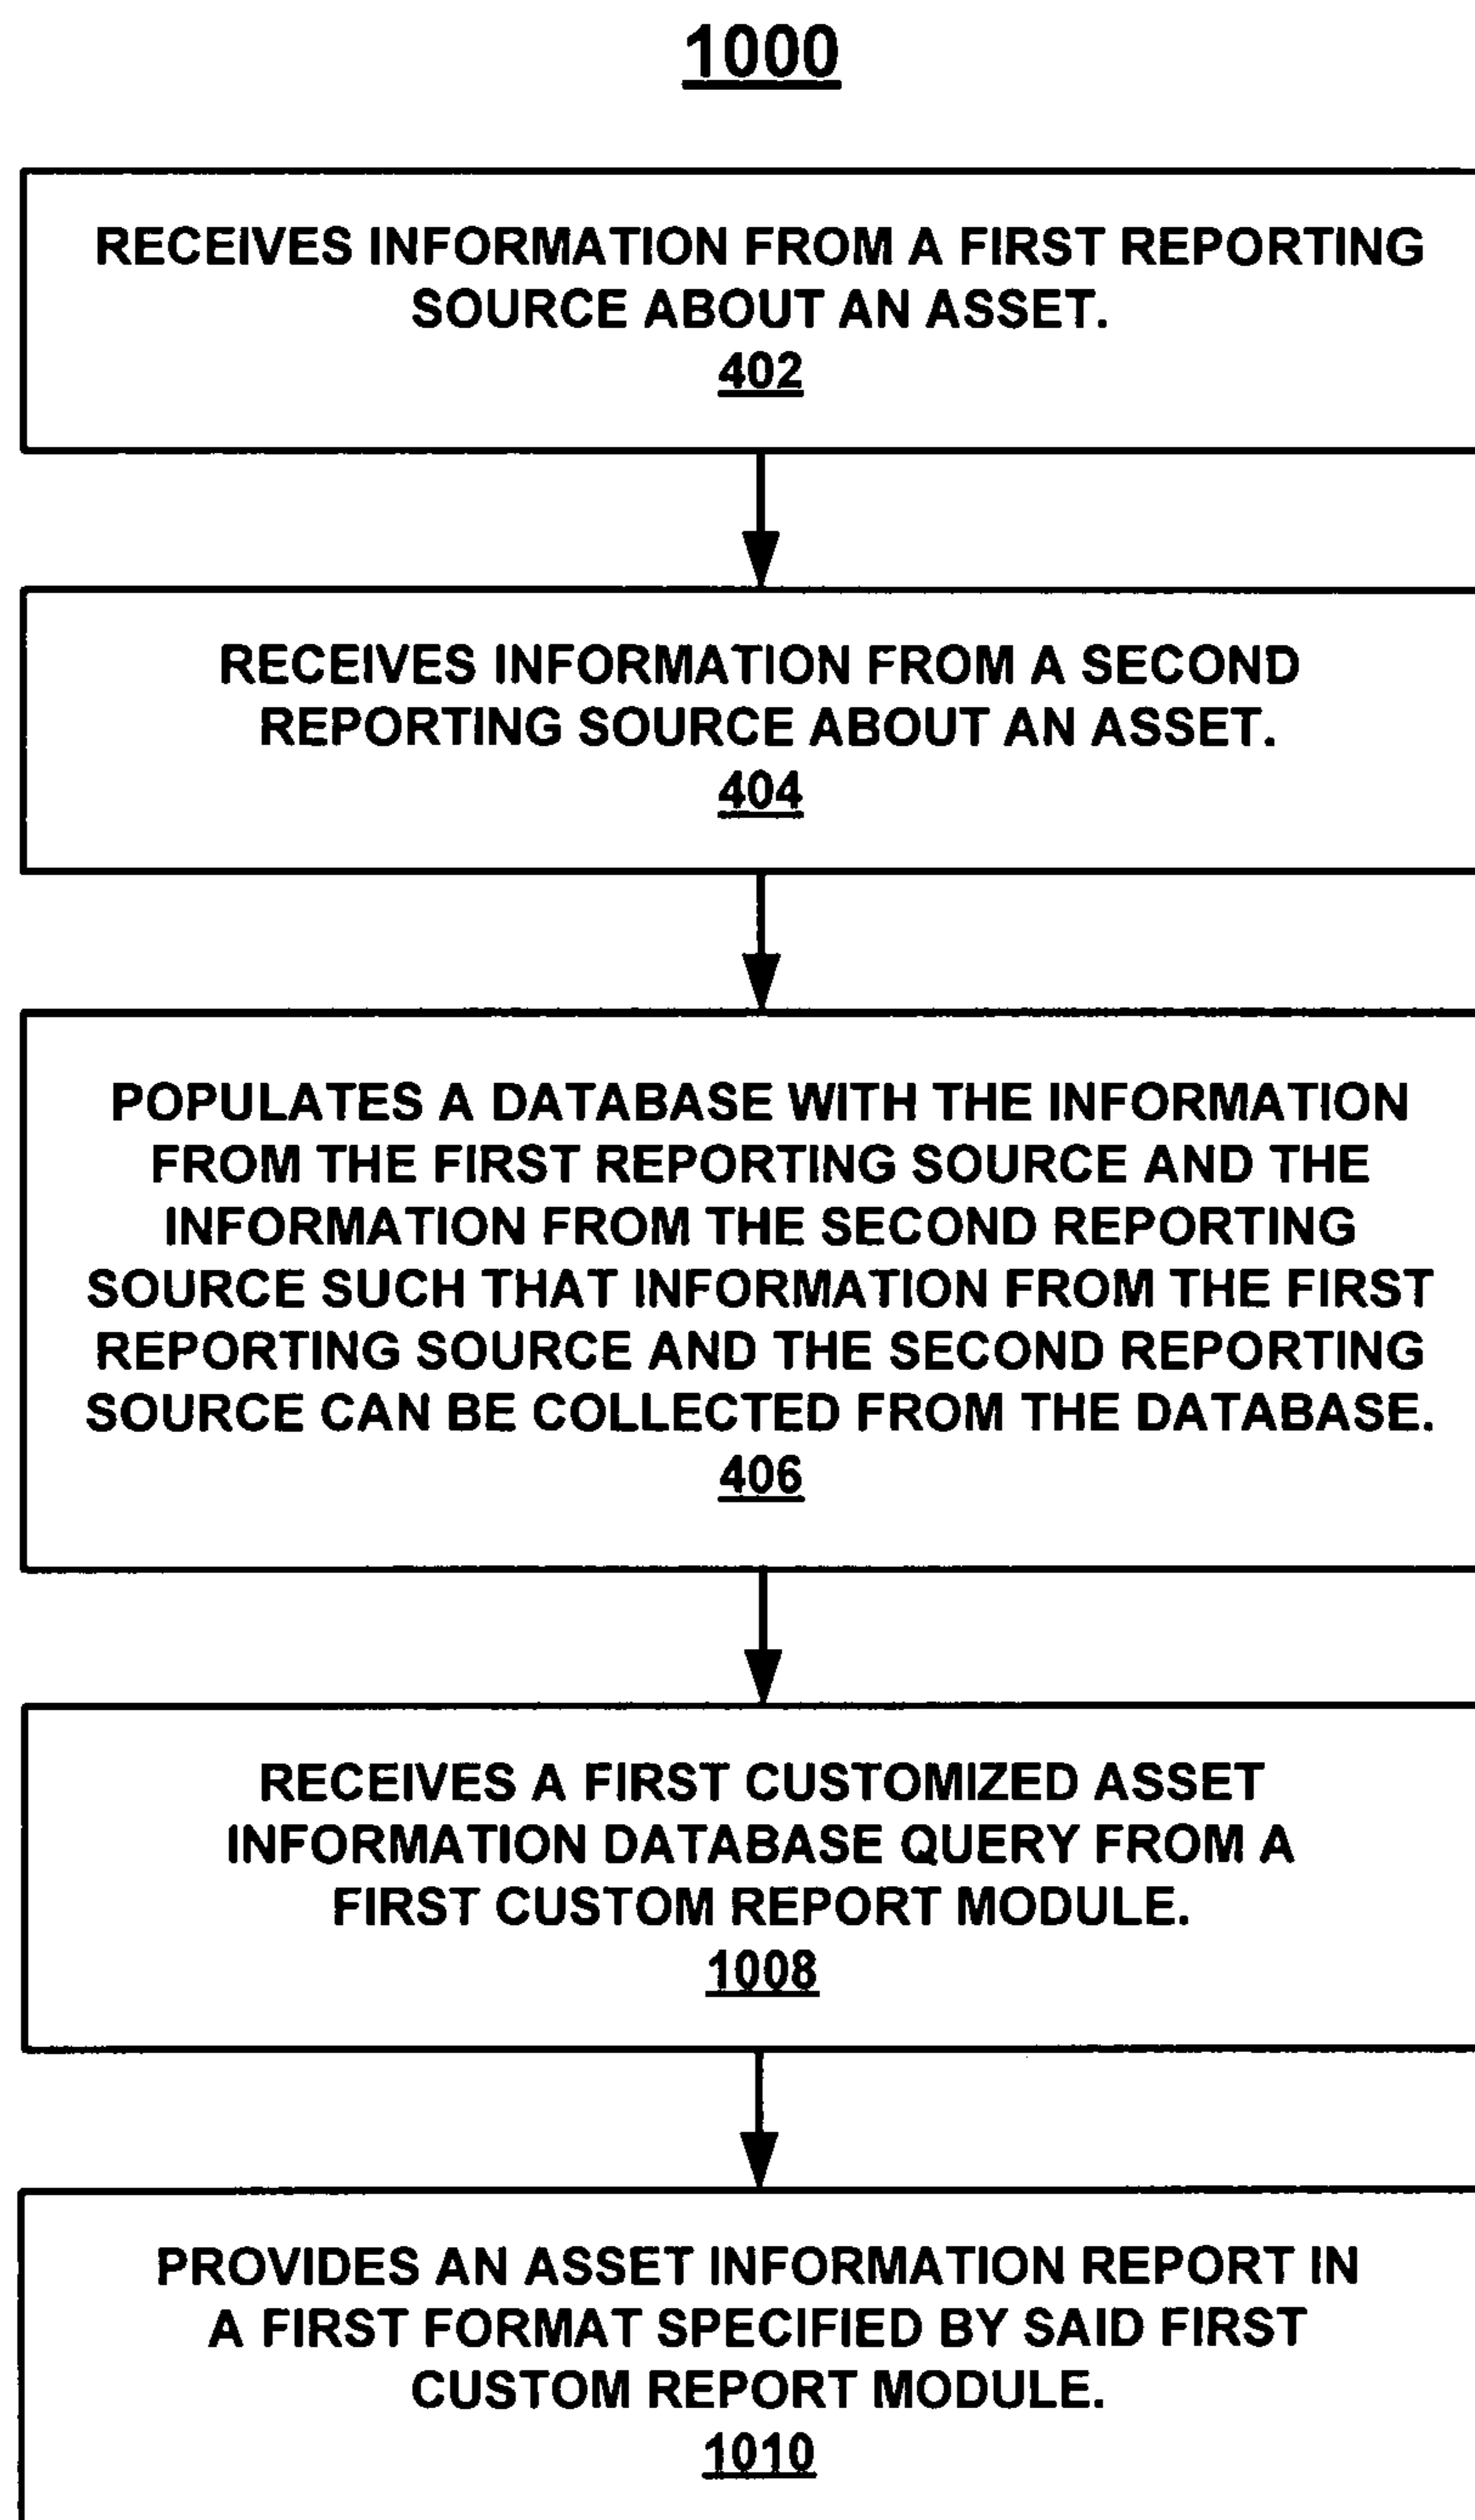 1000
RECEIVES INFORMATION FROM A FIRST REPORTING
SOURCE ABOUT AN ASSET.
402
RECEIVES INFORMATION FROM A SECOND
REPORTING SOURCE ABOUT AN ASSET.
404
POPULATES A DATABASE WITH THE INFORMATION
FROM THE FIRST REPORTING SOURCE AND THE
INFORMATION FROM THE SECOND REPORTING
SOURCE SUCH THAT INFORMATION FROM THE FIRST
REPORTING SOURCE AND THE SECOND REPORTING
SOURCE CAN BE COLLECTED FROM THE DATABASE.
406
RECEIVES A FIRST CUSTOMIZED ASSET
INFORMATION DATABASE QUERY FROM A
FIRST CUSTOM REPORT MODULE.
1008
PROVIDES AN ASSET INFORMATION REPORT IN
A FIRST FORMAT SPECIFIED BY SAID FIRST
CUSTOM REPORT MODULE.
1010